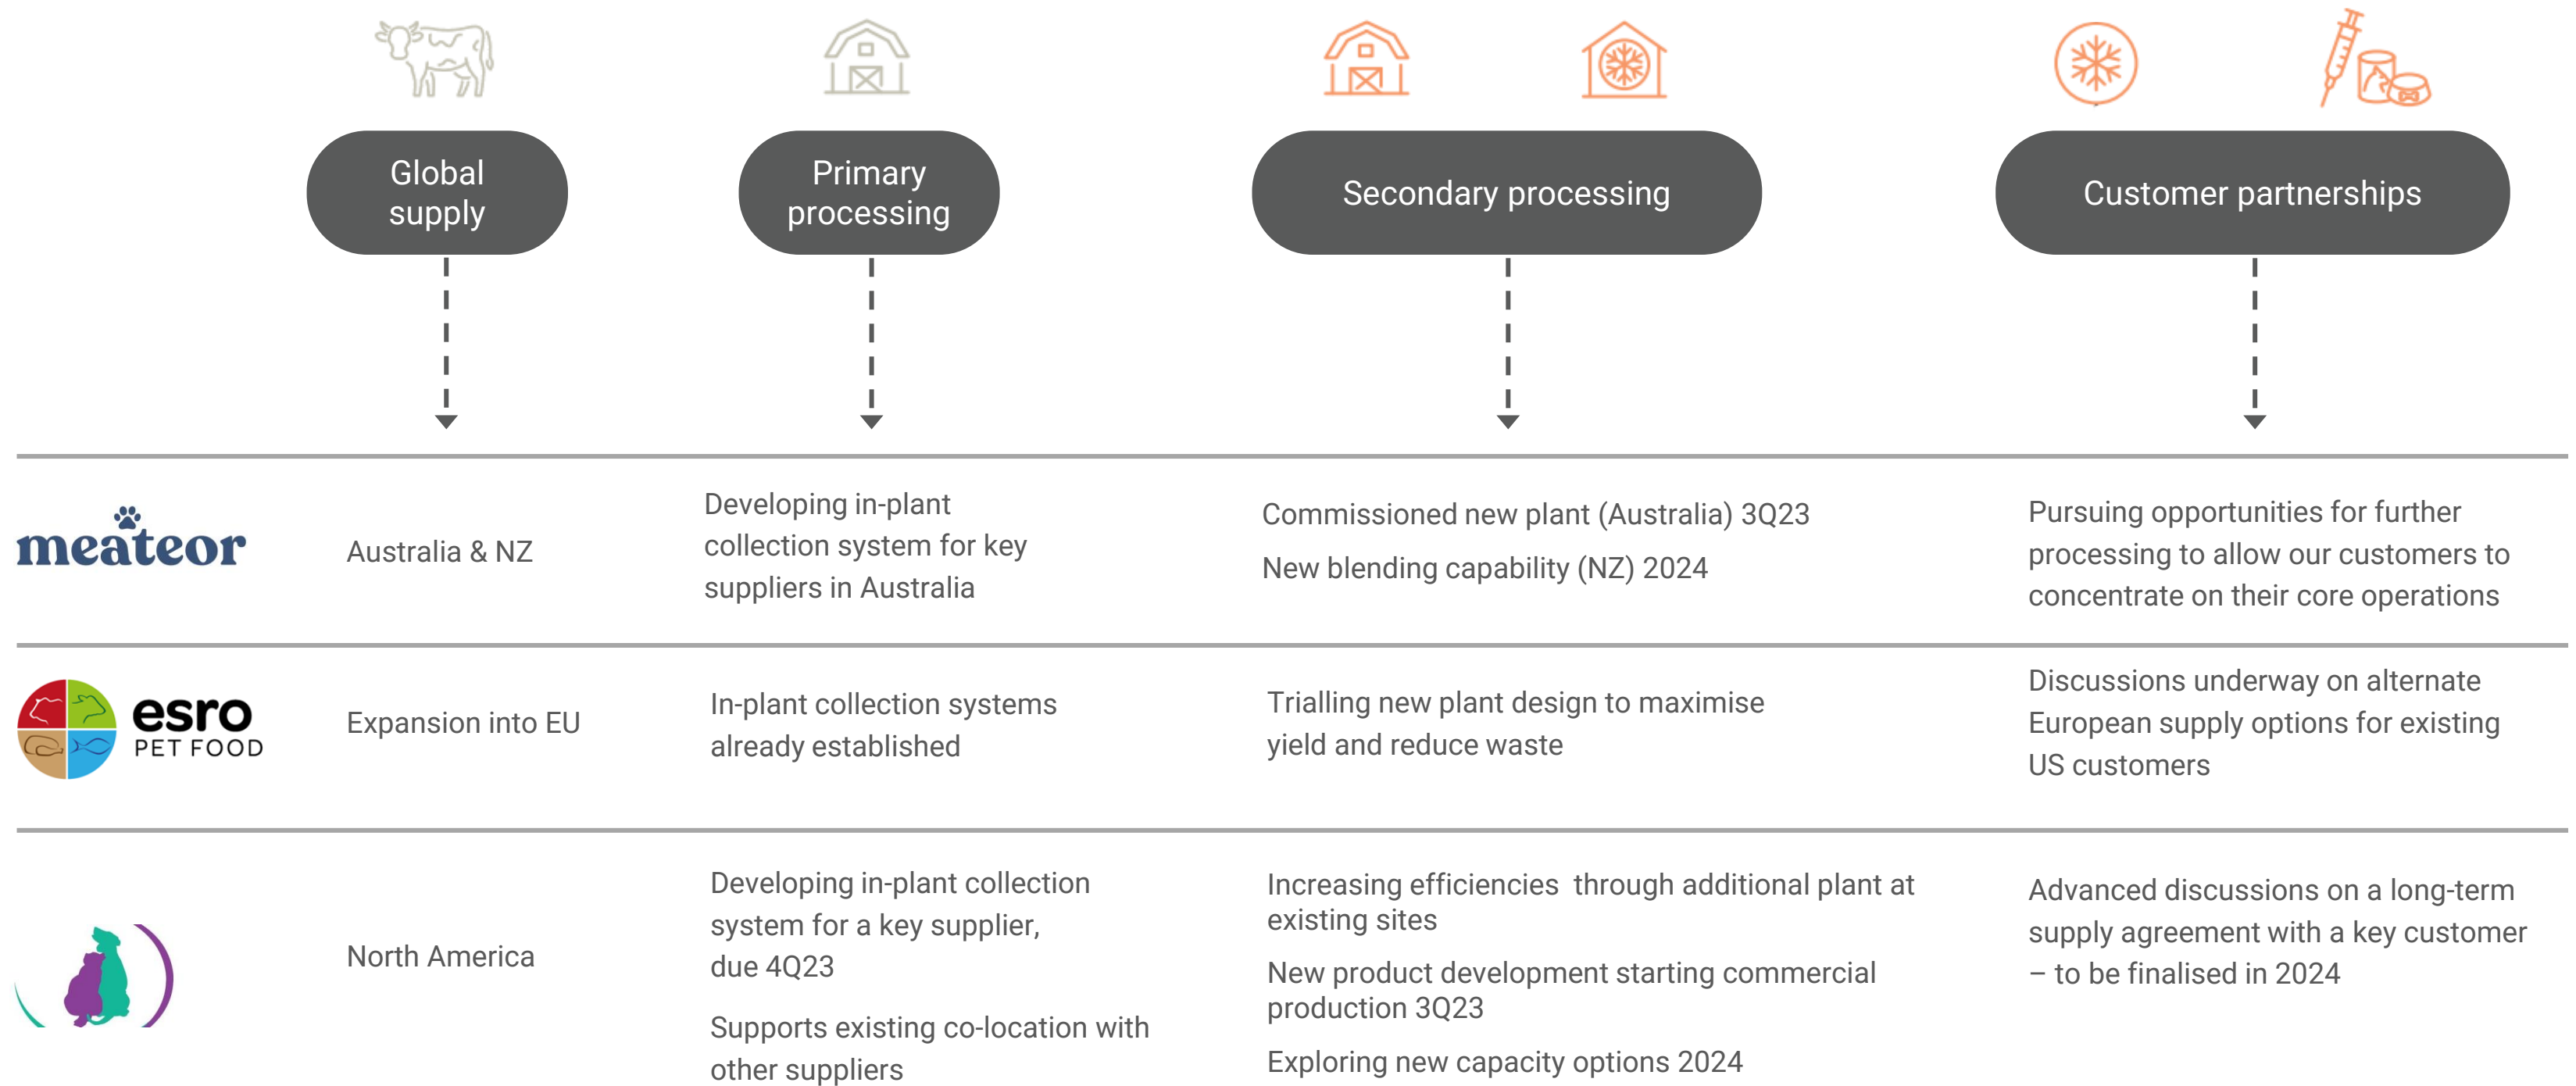 Global
supply
Primary
processing
Secondary processing
Customer partnerships
meateor
Australia & NZ
Developing in-plant
collection system for key
suppliers in Australia
Commissioned new plant (Australia) 3Q23
New blending capability (NZ) 2024
Pursuing opportunities for further
processing to allow our customers to
concentrate on their core operations
esro
PET FOOD
Expansion into EU
In-plant collection systems
already established
Trialling new plant design to maximise
yield and reduce waste
Discussions underway on alternate
European supply options for existing
US customers
North America
Developing in-plant collection
system for a key supplier,
due 4Q23
Supports existing co-location with
other suppliers
Increasing efficiencies through additional plant at
existing sites
New product development starting commercial
production 3Q23
Exploring new capacity options 2024
Advanced discussions on a long-term
supply agreement with a key customer
– to be finalised in 2024